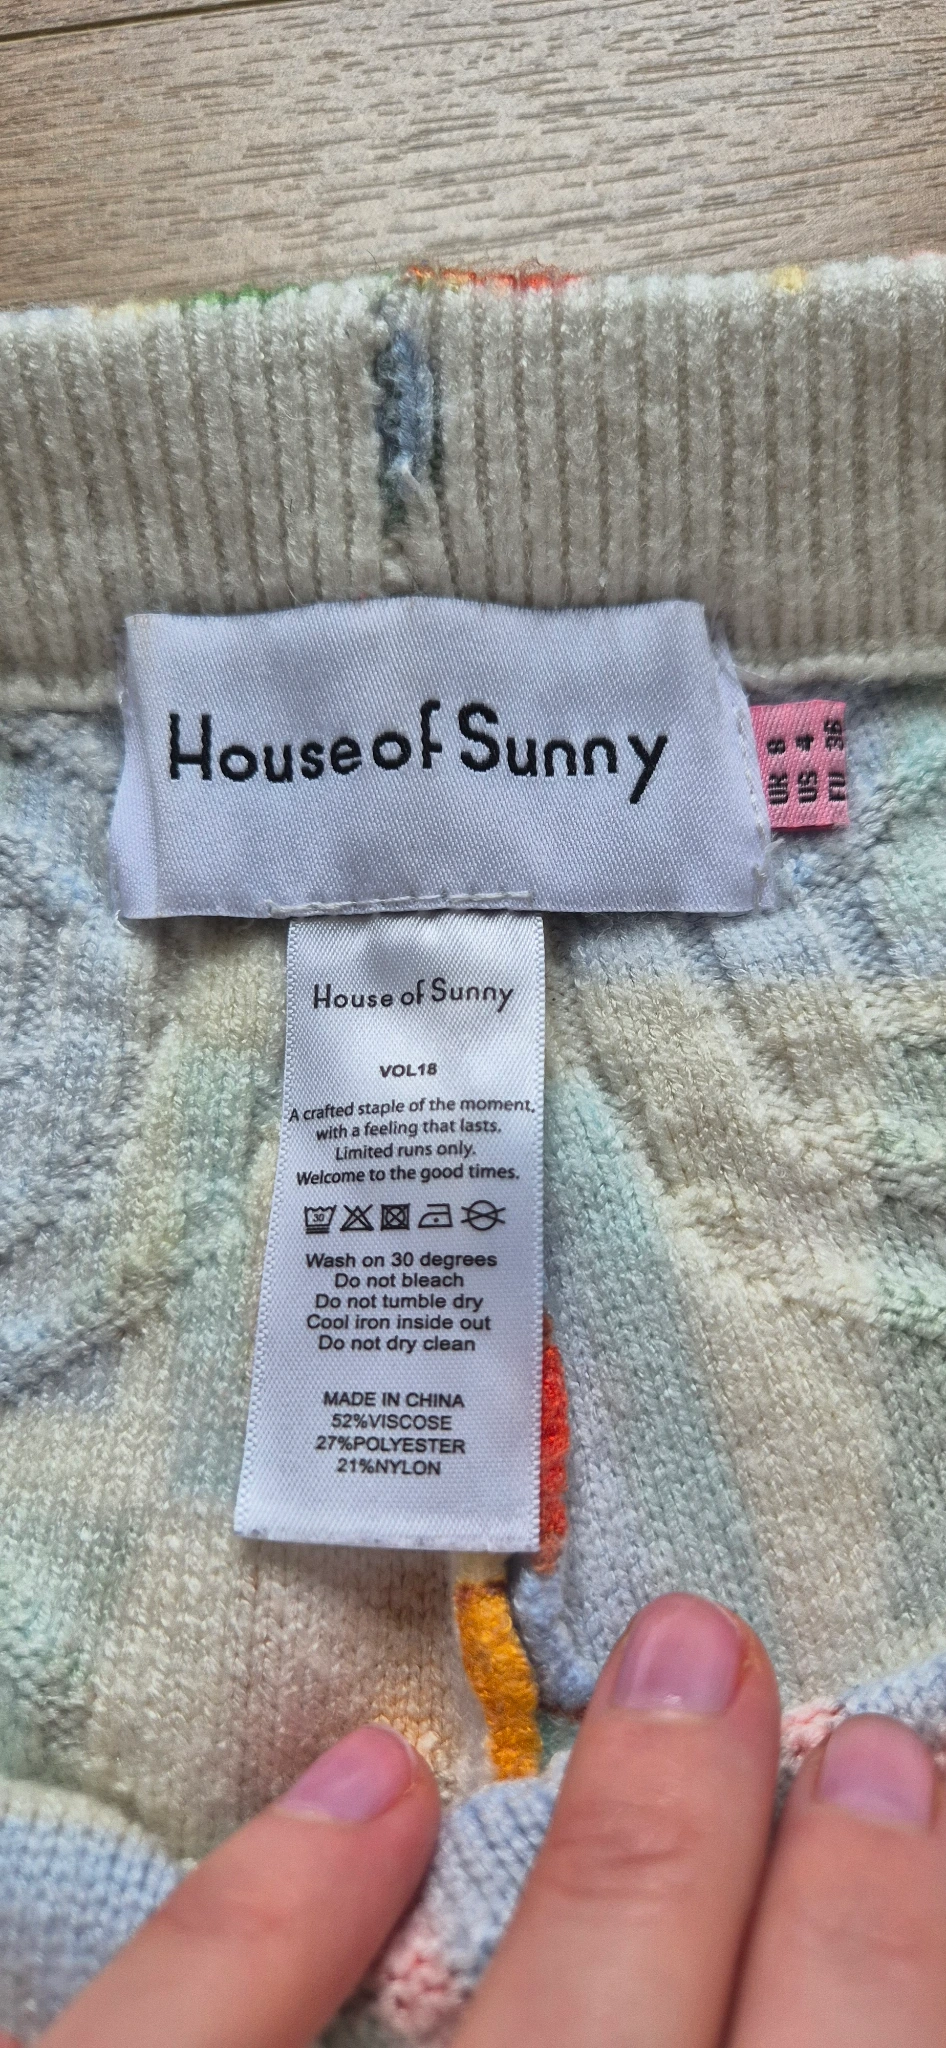 House of Sunny
UK 8
US 4
EU 36
House of Sunny
VOL18
A crafted staple of the moment,
with a feeling that lasts.
Limited runs only.
Welcome to the good times.
30
Wash on 30 degrees
Do not bleach
Do not tumble dry
Cool iron inside out
Do not dry clean
MADE IN CHINA
52%VISCOSE
27%POLYESTER
21%NYLON